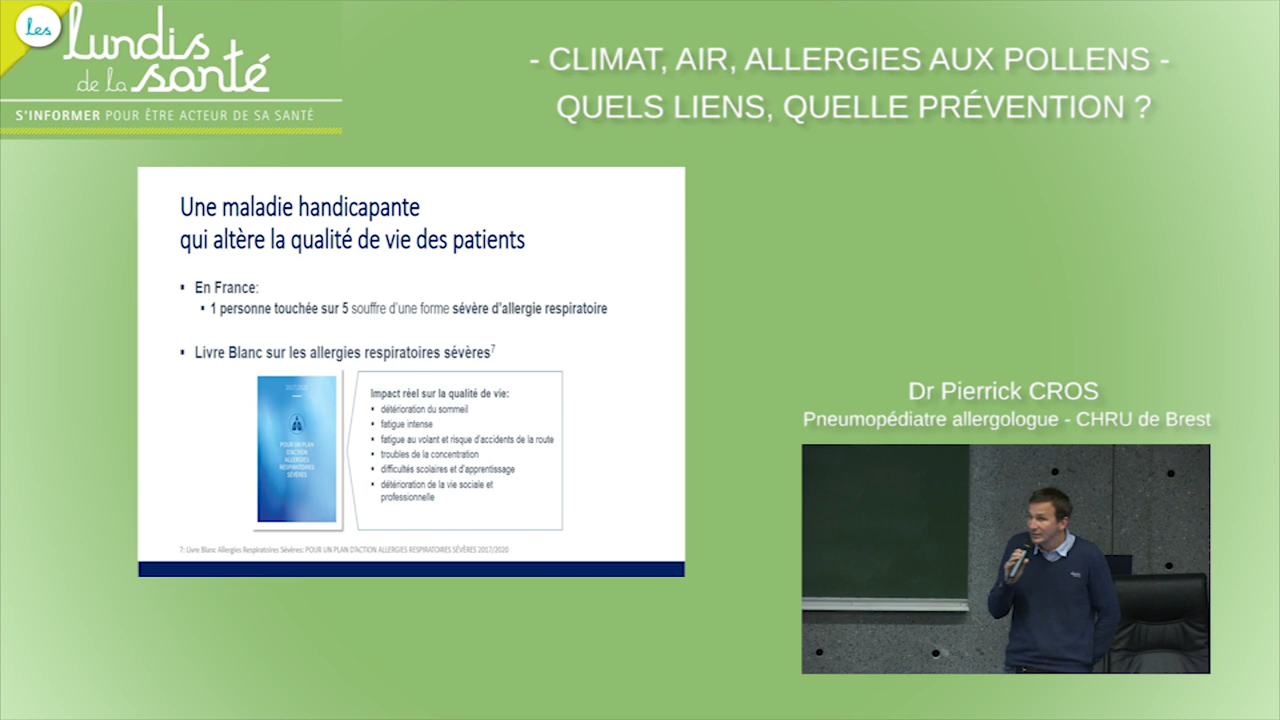 les
lundis
de la santé
S'INFORMER POUR ÊTRE ACTEUR DE SA SANTÉ
- CLIMAT, AIR, ALLERGIES AUX POLLENS -
QUELS LIENS, QUELLE PRÉVENTION ?
Une maladie handicapante
qui altère la qualité de vie des patients
▪ En France:
▪ 1 personne touchée sur 5 souffre d'une forme sévère d'allergie respiratoire
▪ Livre Blanc sur les allergies respiratoires sévères7
2017/2020
POUR UN PLAN
D'ACTION
ALLERGIES
RESPIRATOIRES
SÉVÈRES
Impact réel sur la qualité de vie:
▪ détérioration du sommeil
▪ fatigue intense
▪ fatigue au volant et risque d'accidents de la route
▪ troubles de la concentration
▪ difficultés scolaires et d'apprentissage
▪ détérioration de la vie sociale et
professionnelle
7: Livre Blanc Allergies Respiratoires Sévères: POUR UN PLAN D'ACTION ALLERGIES RESPIRATOIRES SÉVÈRES 2017/2020
Dr Pierrick CROS
Pneumopédiatre allergologue - CHRU de Brest